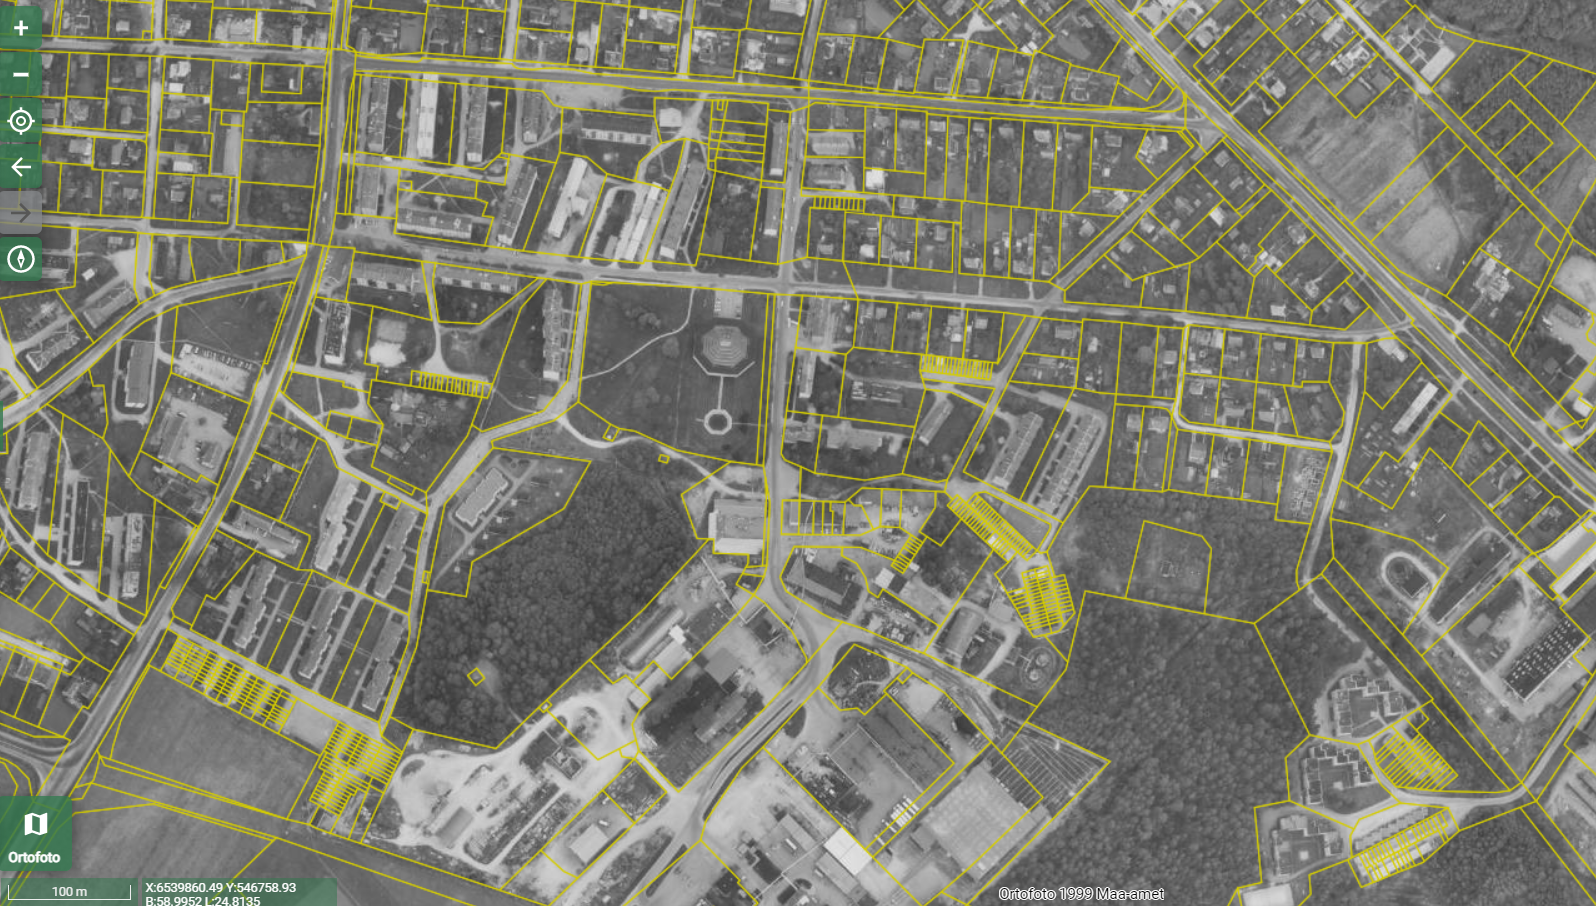 Ortofoto
100 m
X:6539860.49 Y:546758.93
B:58.9952 L:24.8135
Ortofoto 1999 Maa-amet